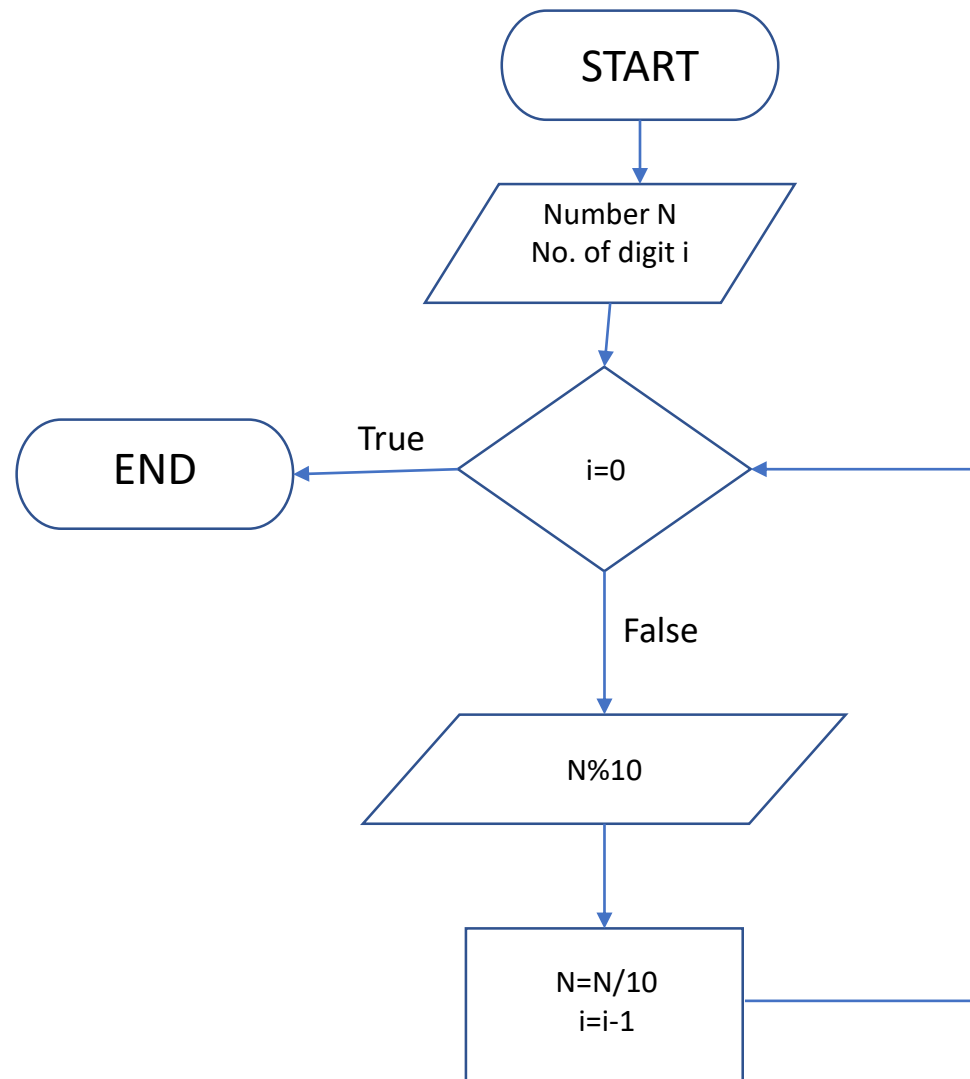 START
Number N
No. of digit i
True
END
i=0
False
N%10
N=N/10
i=i-1